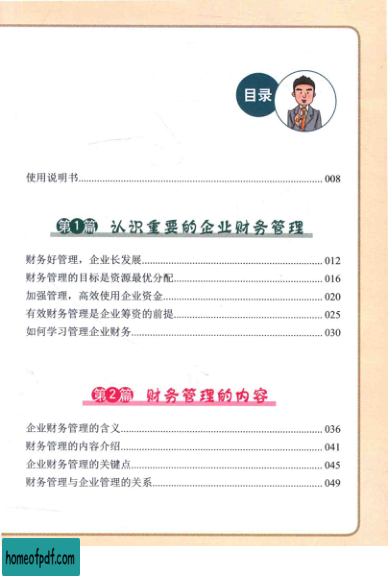 目录
使用说明书........................................ 008
第1篇 认识重要的企业财务管理
财务好管理，企业长发展........................................ 012
财务管理的目标是资源最优分配........................................ 016
加强管理，高效使用企业资金........................................ 020
有效财务管理是企业筹资的前提........................................ 025
如何学习管理企业财务........................................ 030
第2篇 财务管理的内容
企业财务管理的含义........................................ 036
财务管理的内容介绍........................................ 041
企业财务管理的关键点........................................ 045
财务管理与企业管理的关系........................................ 049
homeofpdf.com